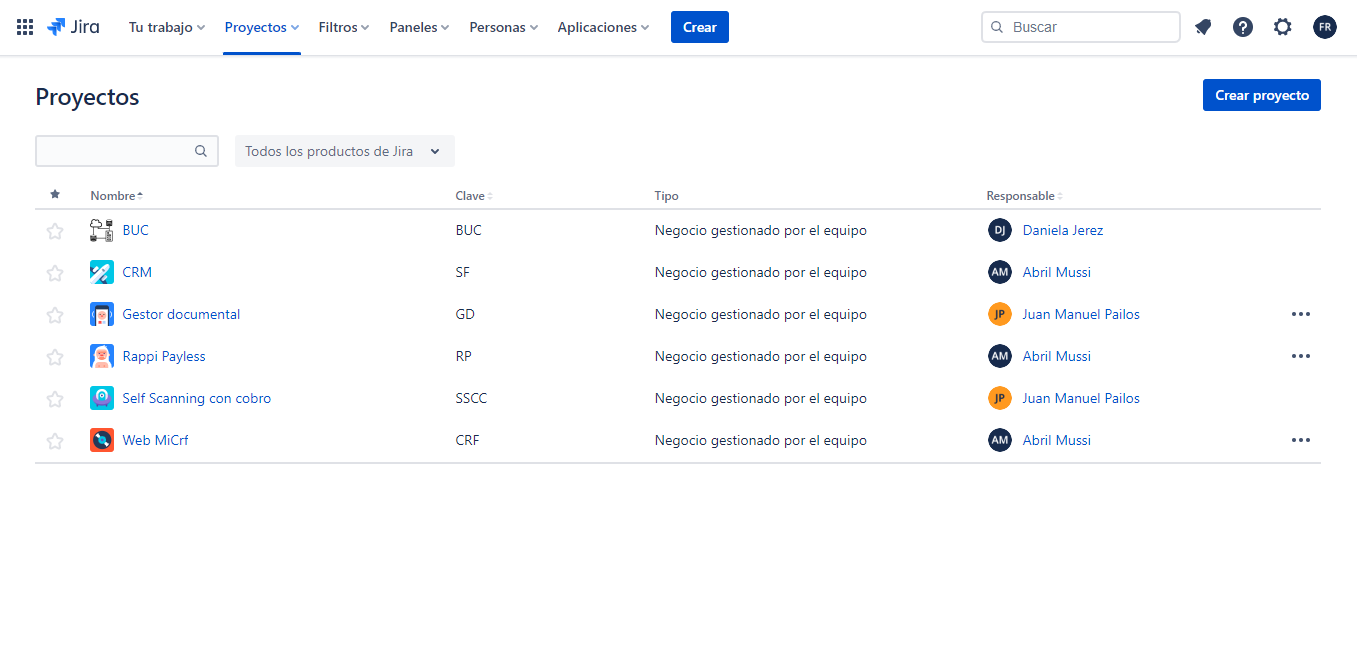 Jira Tu trabajo Proyectos Filtros Paneles Personas Aplicaciones Crear Buscar FR
Proyectos Crear proyecto
Todos los productos de Jira
Nombre Clave Tipo Responsable
BUC BUC Negocio gestionado por el equipo DJ Daniela Jerez
CRM SF Negocio gestionado por el equipo AM Abril Mussi
Gestor documental GD Negocio gestionado por el equipo JP Juan Manuel Pailos
Rappi Payless RP Negocio gestionado por el equipo AM Abril Mussi
Self Scanning con cobro SSCC Negocio gestionado por el equipo JP Juan Manuel Pailos
Web MiCrf CRF Negocio gestionado por el equipo AM Abril Mussi